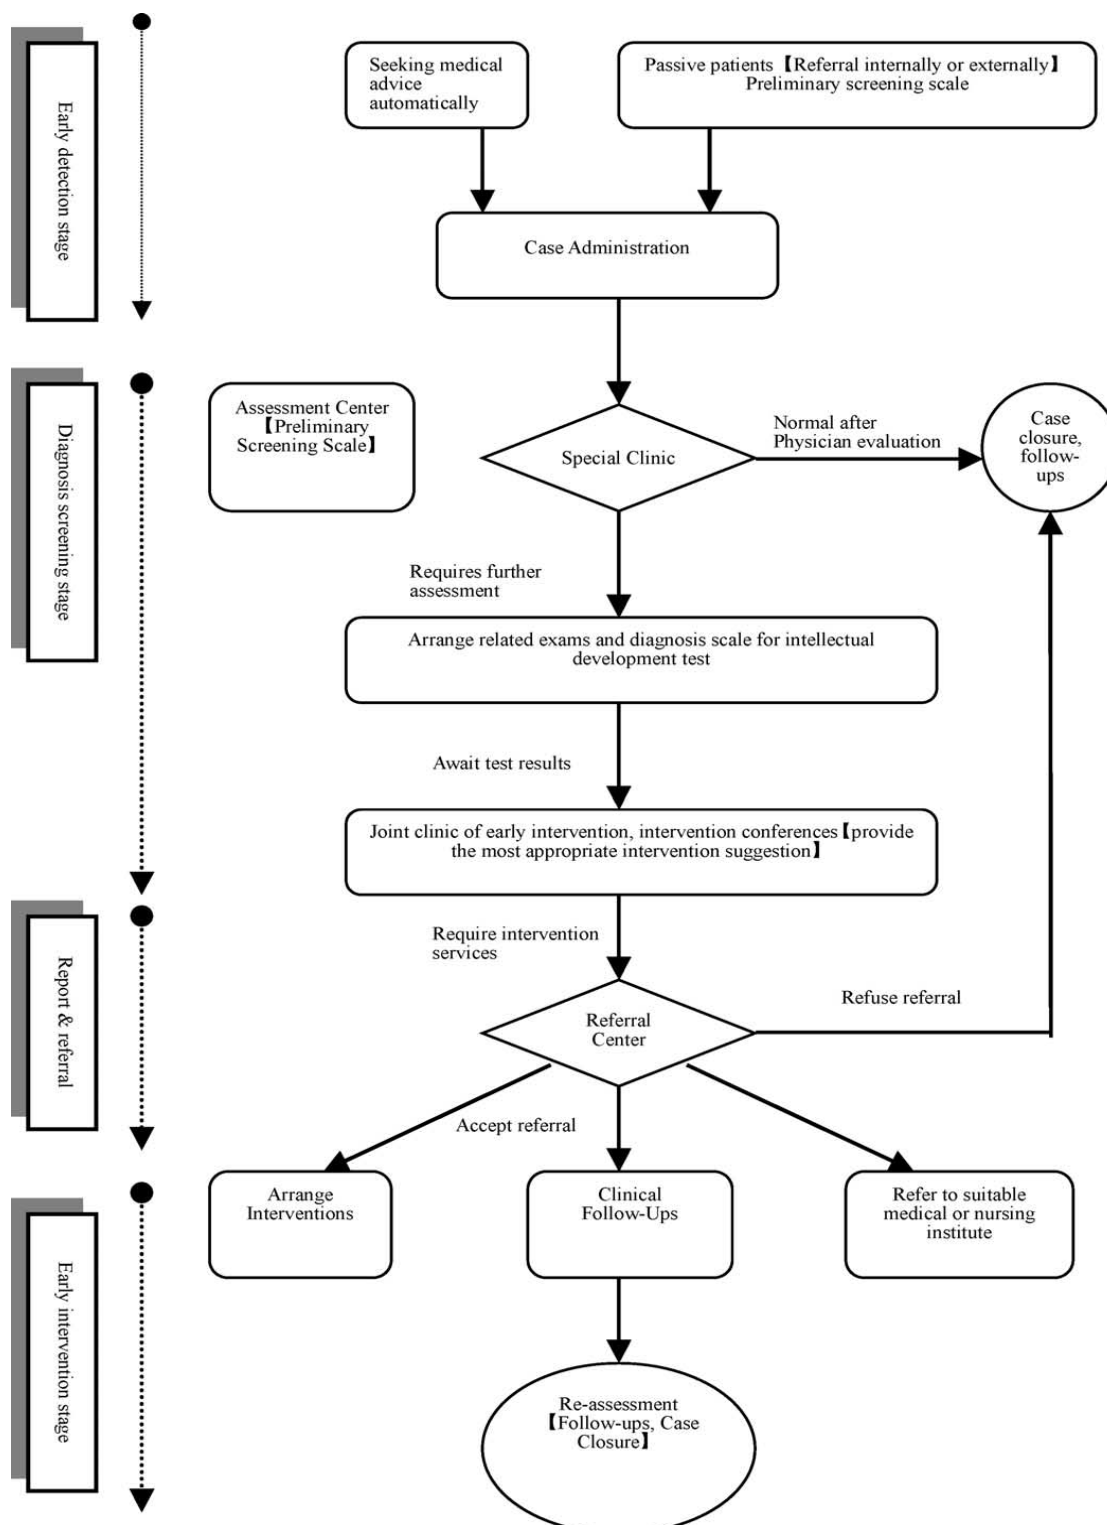 Early detection stage
Seeking medical
advice
automatically
Passive patients【Referral internally or externally】
Preliminary screening scale
Case Administration
Diagnosis screening stage
Assessment Center
【Preliminary
Screening Scale】
Special Clinic
Normal after
Physician evaluation
Case
closure,
follow-
ups
Requires further
assessment
Arrange related exams and diagnosis scale for intellectual
development test
Await test results
Joint clinic of early intervention, intervention conferences【provide
the most appropriate intervention suggestion】
Report & referral
Require intervention
services
Referral
Center
Refuse referral
Accept referral
Early intervention stage
Arrange
Interventions
Clinical
Follow-Ups
Refer to suitable
medical or nursing
institute
Re-assessment
【Follow-ups, Case
Closure】